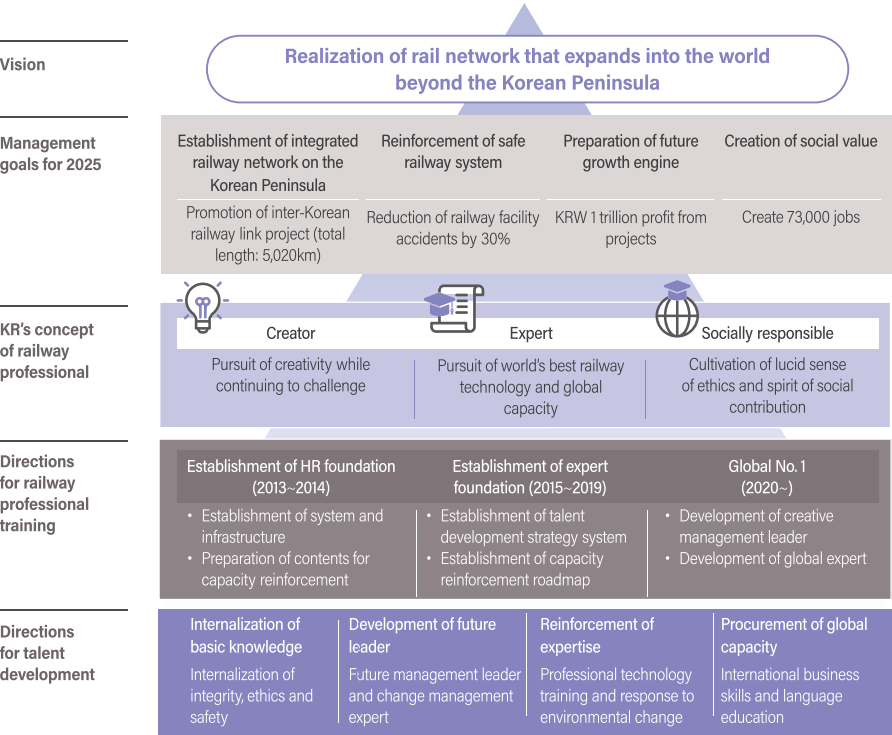 Vision
Realization of rail network that expands into the world
beyond the Korean Peninsula
Management
goals for 2025
Establishment of integrated
railway network on the
Korean Peninsula
Promotion of inter-Korean
railway link project (total
length: 5,020km)
Reinforcement of safe
railway system
Reduction of railway facility
accidents by 30%
Preparation of future
growth engine
KRW 1 trillion profit from
projects
Creation of social value
Create 73,000 jobs
KR's concept
of railway
professional
Creator
Pursuit of creativity while
continuing to challenge
Expert
Pursuit of world's best railway
technology and global
capacity
Socially responsible
Cultivation of lucid sense
of ethics and spirit of social
contribution
Directions
for railway
professional
training
Establishment of HR foundation
(2013~2014)
• Establishment of system and
infrastructure
• Preparation of contents for
capacity reinforcement
Establishment of expert
foundation (2015~2019)
• Establishment of talent
development strategy system
• Establishment of capacity
reinforcement roadmap
Global No. 1
(2020~)
• Development of creative
management leader
• Development of global expert
Directions
for talent
development
Internalization of
basic knowledge
Internalization of
integrity, ethics and
safety
Development of future
leader
Future management leader
and change management
expert
Reinforcement of
expertise
Professional technology
training and response to
environmental change
Procurement of global
capacity
International business
skills and language
education